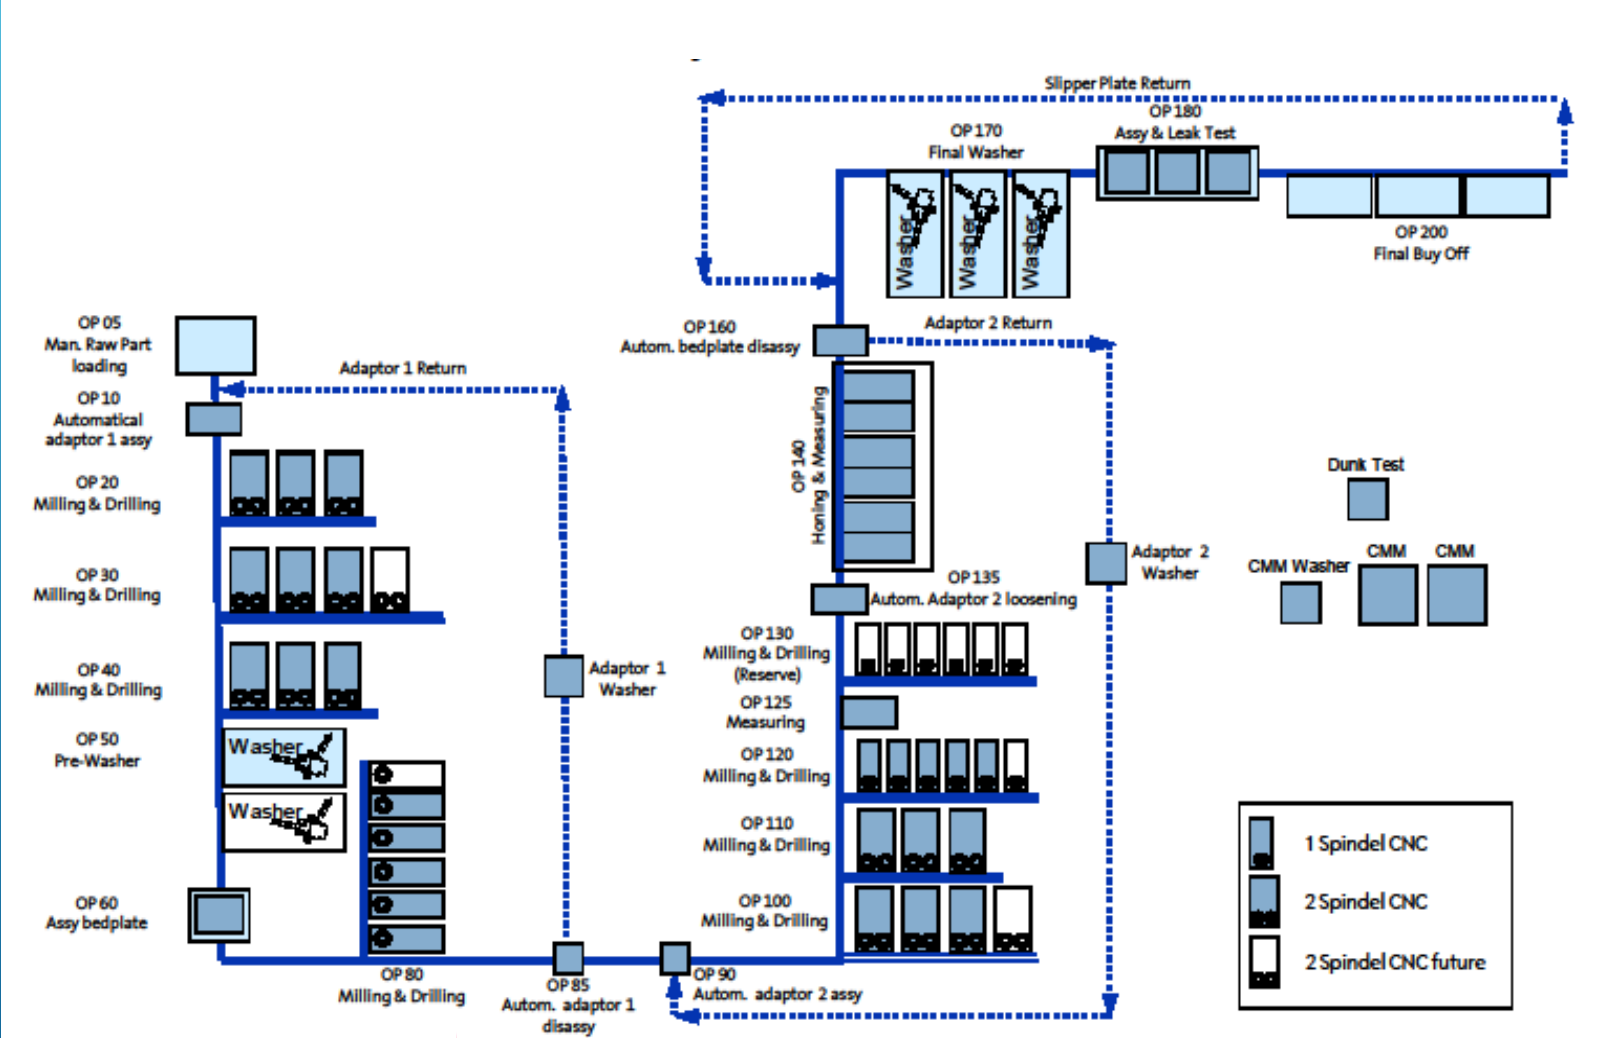 Slipper Plate Return
OP 180
Assy & Leak Test
OP 170
Final Washer
Washer
Washer
Washer
OP 200
Final Buy Off
OP 160
Autom. bedplate disassy
Adaptor 2 Return
OP 05
Man. Raw Part
loading
Adaptor 1 Return
OP 10
Automatical
adaptor 1 assy
OP 20
Milling & Drilling
OP 30
Milling & Drilling
OP 40
Milling & Drilling
OP 50
Pre-Washer
Washer
Washer
OP 60
Assy bedplate
OP 80
Milling & Drilling
Adaptor 1
Washer
OP 85
Autom. adaptor 1
disassy
OP 90
Autom. adaptor 2 assy
OP 140
Honing & Measuring
OP 135
Autom. Adaptor 2 loosening
OP 130
Milling & Drilling
(Reserve)
OP 125
Measuring
OP 120
Milling & Drilling
OP 110
Milling & Drilling
OP 100
Milling & Drilling
Adaptor 2
Washer
Dunk Test
CMM Washer
CMM
CMM
1 Spindel CNC
2 Spindel CNC
2 Spindel CNC future